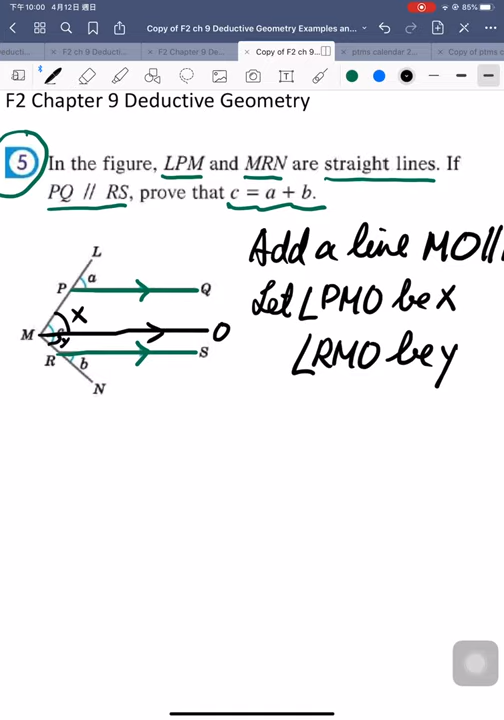 下午10:00 4月12日 週日
85%
Copy of F2 ch 9 Deductive Geometry Examples an
educti...
F2 ch 9 Deducti...
F2 Chapter 9 De...
Copy of F2 ch9...
ptms calendar 2
Copy of ptms c
F2 Chapter 9 Deductive Geometry
5 In the figure, LPM and MRN are straight lines. If
PQ // RS, prove that c = a + b.
Add a line MO//
Let ∠PMO be x
∠RMO be y
L
P a Q
x
M c O
y
R b S
N